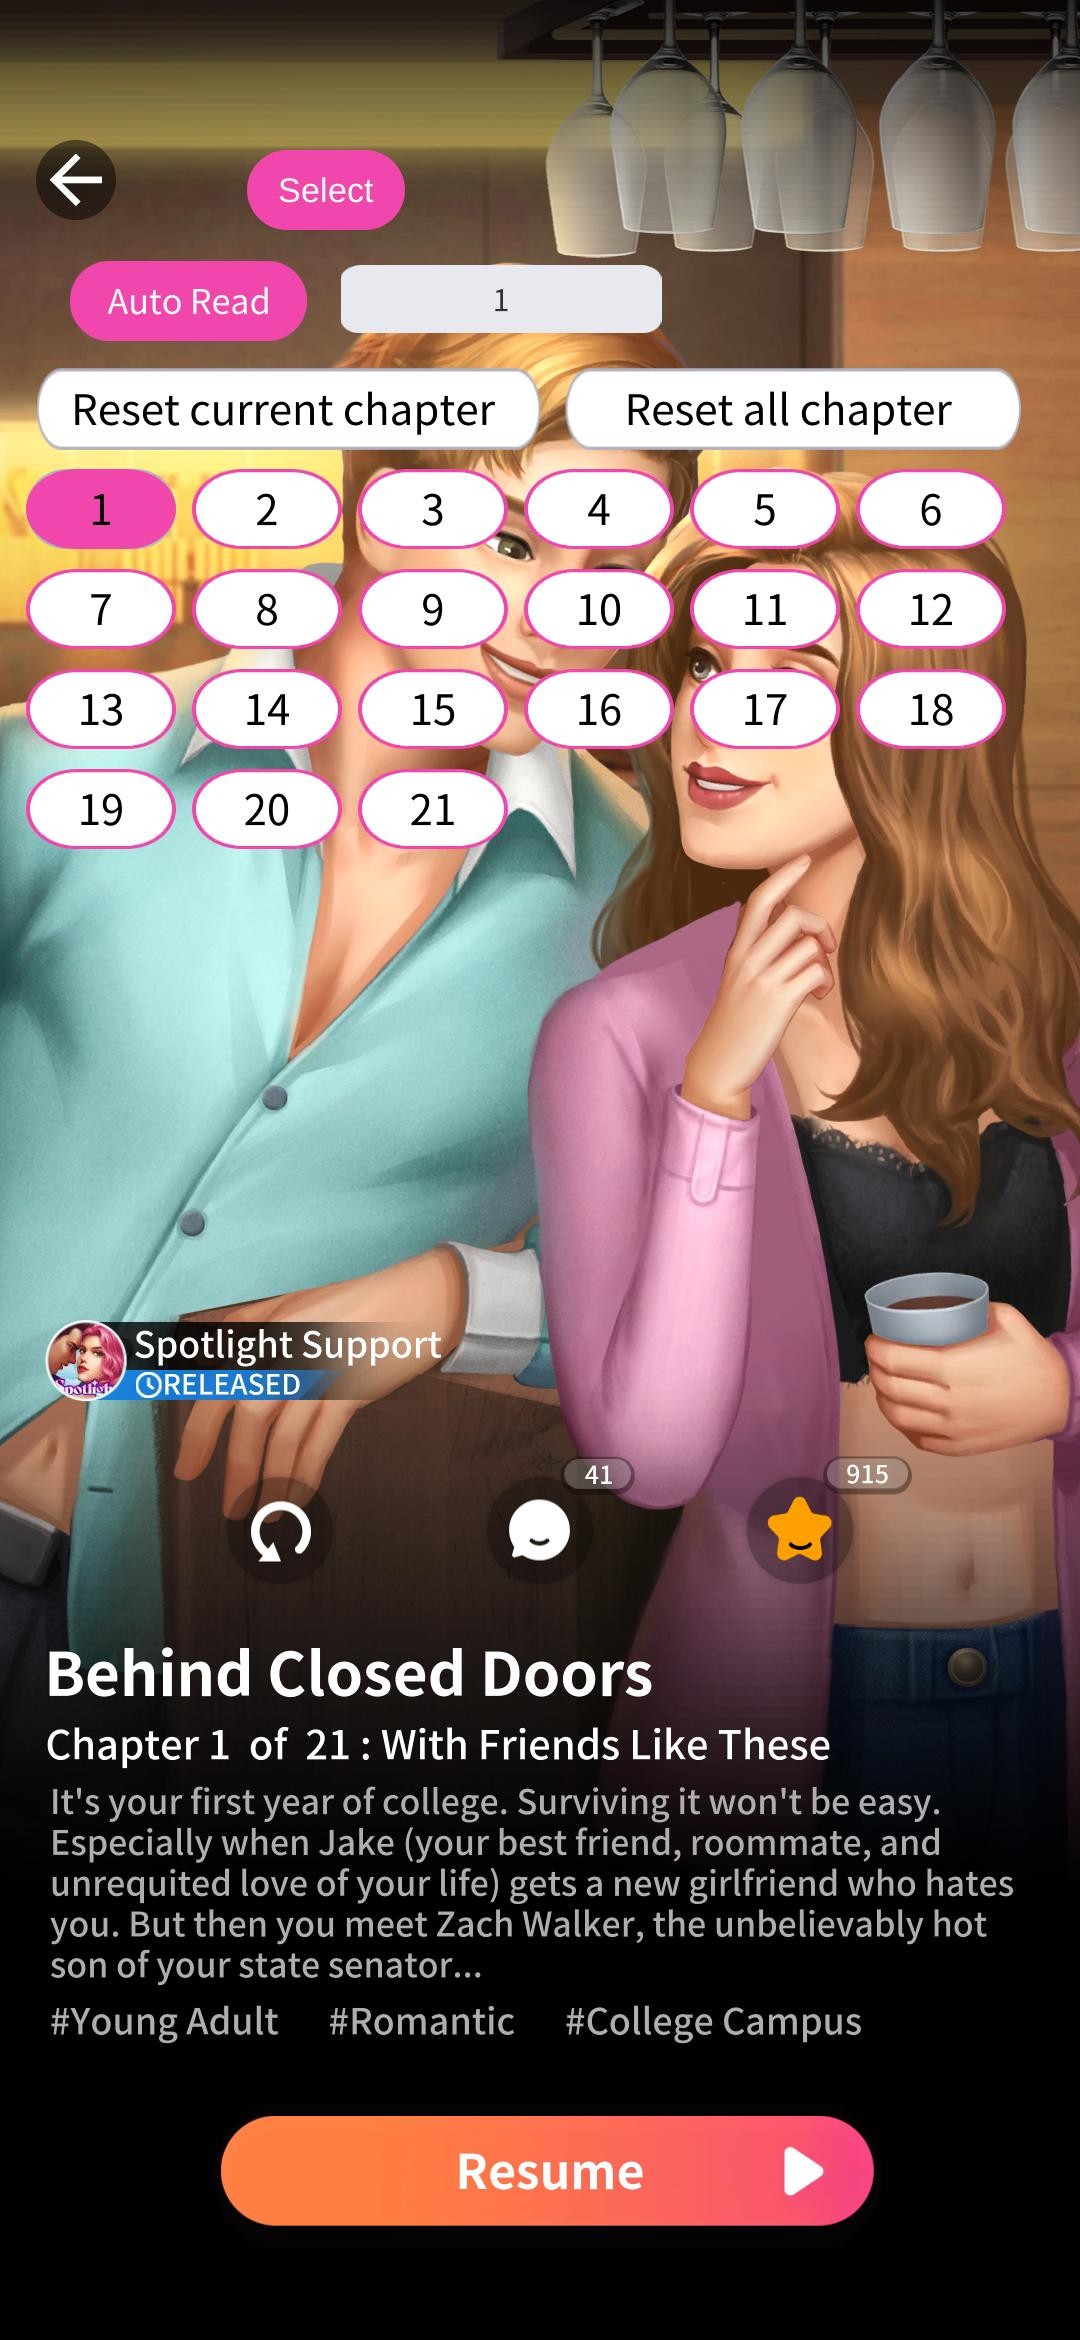 Select
Auto Read
1
Reset current chapter
Reset all chapter
1 2 3 4 5 6
7 8 9 10 11 12
13 14 15 16 17 18
19 20 21
Spotlight Support
RELEASED
41
915
Behind Closed Doors
Chapter 1 of 21 : With Friends Like These
It's your first year of college. Surviving it won't be easy.
Especially when Jake (your best friend, roommate, and
unrequited love of your life) gets a new girlfriend who hates
you. But then you meet Zach Walker, the unbelievably hot
son of your state senator...
#Young Adult #Romantic #College Campus
Resume